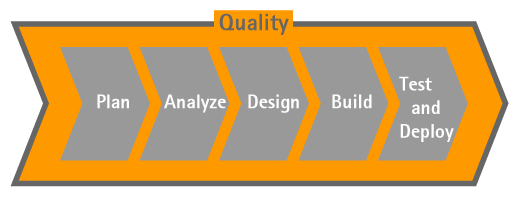 Quality
Plan
Analyze
Design
Build
Test
and
Deploy